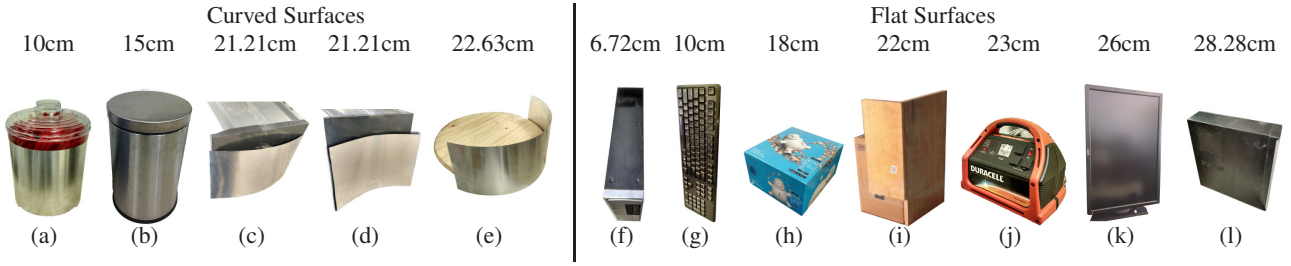 Curved Surfaces
Flat Surfaces
10cm 15cm 21.21cm 21.21cm 22.63cm 6.72cm 10cm 18cm 22cm 23cm 26cm 28.28cm
DURACELL
(a) (b) (c) (d) (e) (f) (g) (h) (i) (j) (k) (l)